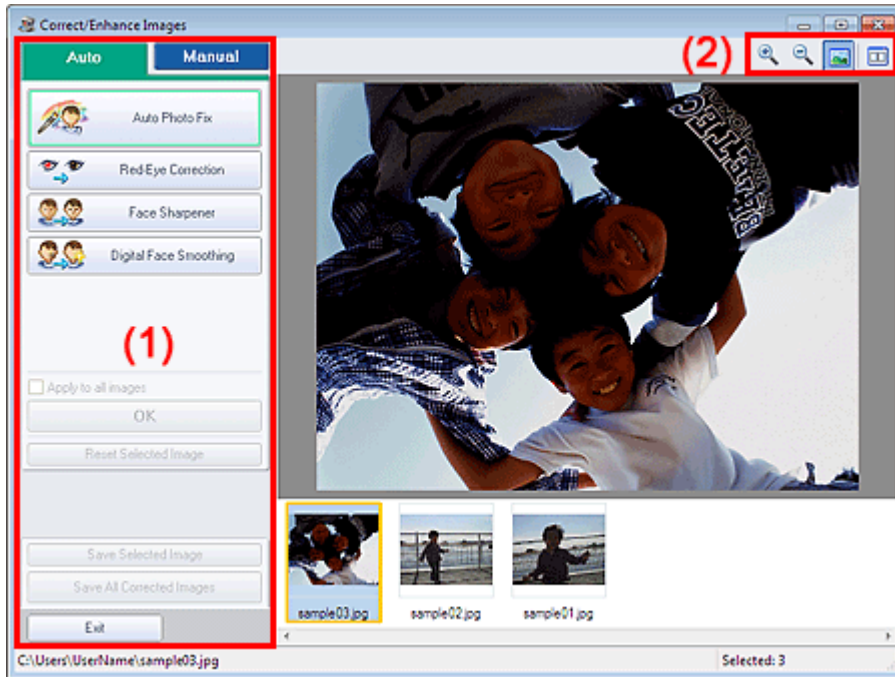 Correct/Enhance Images
Auto
Manual
(2)
Auto Photo Fix
Red-Eye Correction
Face Sharpener
Digital Face Smoothing
(1)
Apply to all images
OK
Reset Selected Image
Save Selected Image
Save All Corrected Images
Exit
sample03.jpg
sample02.jpg
sample01.jpg
C:\Users\UserName\sample03.jpg
Selected: 3